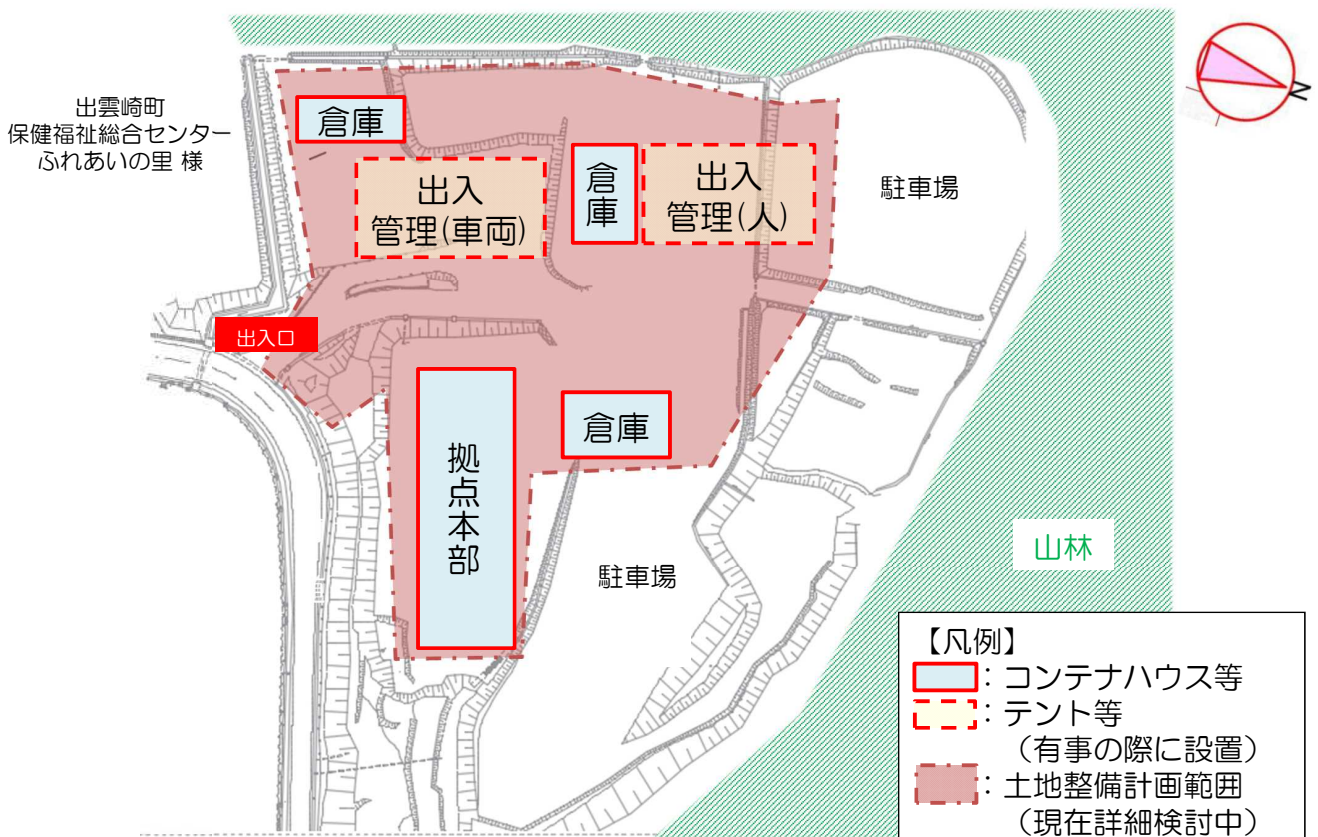 出雲崎町
保健福祉総合センター
ふれあいの里 様
N
倉庫
出入
管理(車両)
倉庫
出入
管理(人)
駐車場
出入口
倉庫
拠点本部
駐車場
山林
【凡例】
：コンテナハウス等
：テント等
（有事の際に設置）
：土地整備計画範囲
（現在詳細検討中）